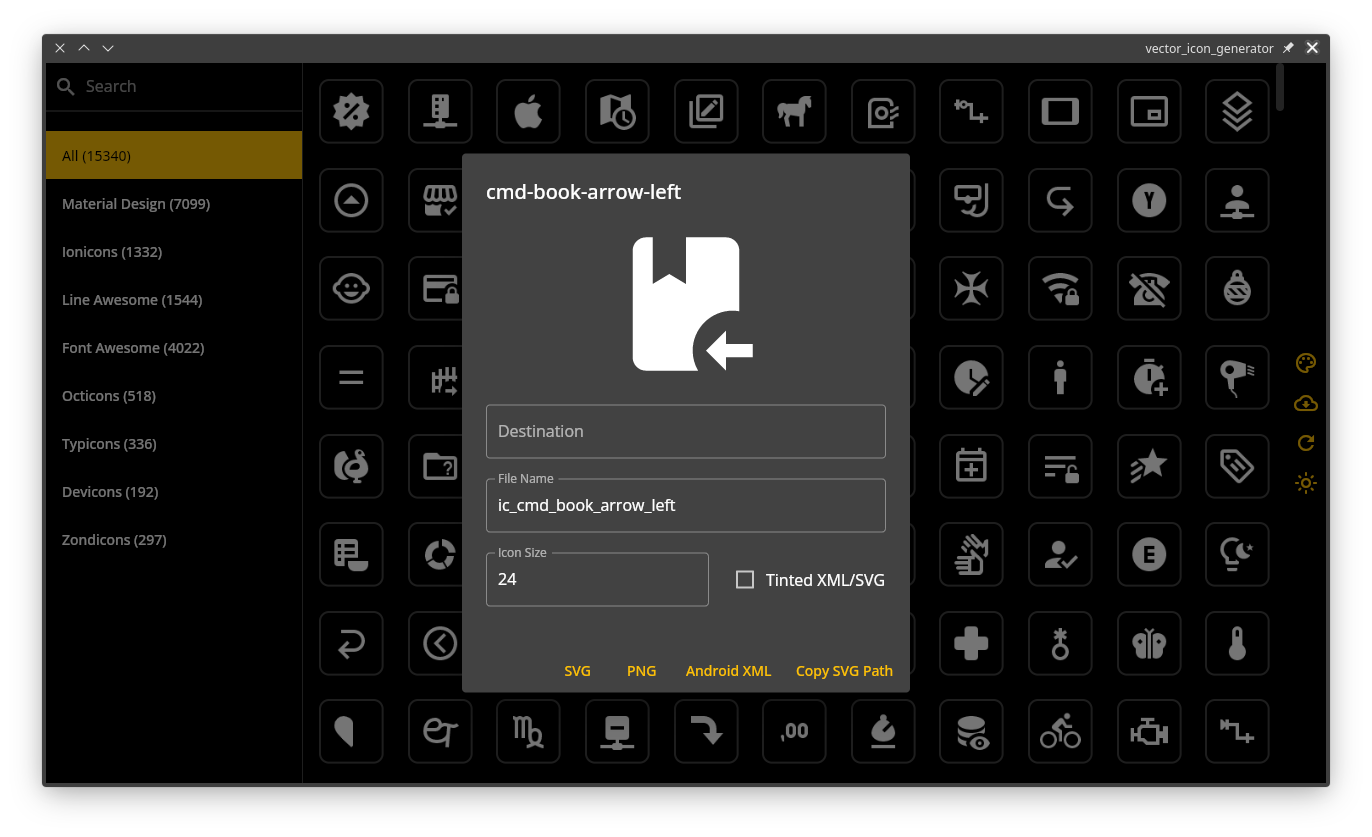 vector_icon_generator
Search
All (15340)
Material Design (7099)
Ionicons (1332)
Line Awesome (1544)
Font Awesome (4022)
Octicons (518)
Typicons (336)
Devicons (192)
Zondicons (297)
cmd-book-arrow-left
Destination
File Name
ic_cmd_book_arrow_left
Icon Size
24
Tinted XML/SVG
SVG PNG Android XML Copy SVG Path
Y
?
E
,00